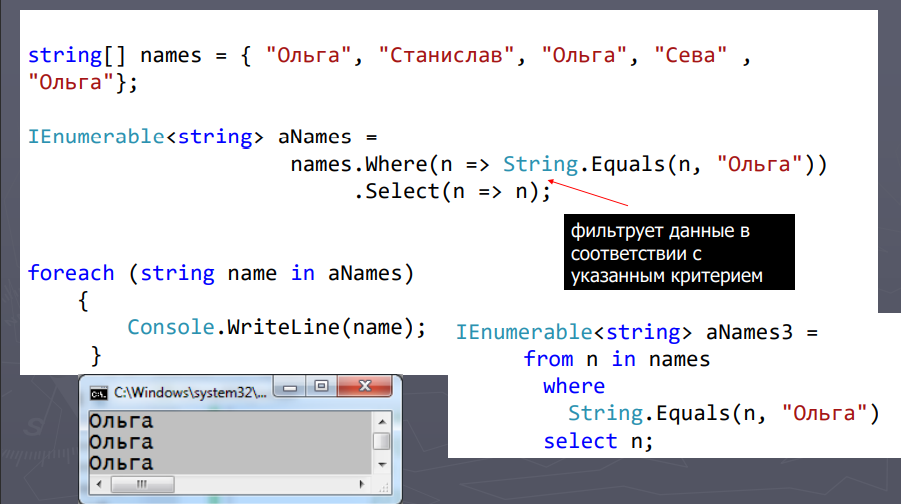 string[] names = { "Ольга", "Станислав", "Ольга", "Сева" ,
"Ольга"};
IEnumerable<string> aNames =
names.Where(n => String.Equals(n, "Ольга"))
.Select(n => n);
фильтрует данные в
соответствии с
указанным критерием
foreach (string name in aNames)
{
Console.WriteLine(name);
}
IEnumerable<string> aNames3 =
from n in names
where
String.Equals(n, "Ольга")
select n;
C:\Windows\system32\...
Ольга
Ольга
Ольга